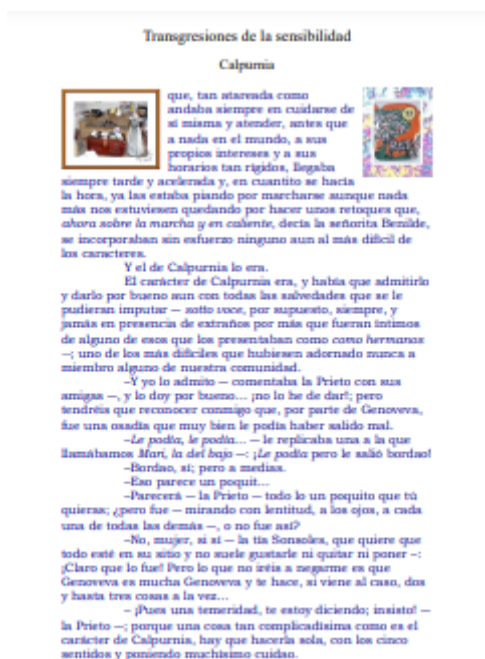 Transgresiones de la sensibilidad
Calpurnia
que, tan atareada como
andaba siempre en cuidarse de
sí misma y atender, antes que
a nada en el mundo, a sus
propios intereses y a sus
horarios tan rígidos, llegaba
siempre tarde y acelerada y, en cuantito se hacía
la hora, ya las estaba piando por marcharse aunque nada
más nos estuviesen quedando por hacer unos retoques que,
ahora sobre la marcha y en caliente, decía la señorita Benilde,
se incorporaban sin esfuerzo ninguno aun al más difícil de
los caracteres.
Y el de Calpurnia lo era.
El carácter de Calpurnia era, y había que admitirlo
y darlo por bueno aun con todas las salvedades que se le
pudieran imputar — sotto voce, por supuesto, siempre, y
jamás en presencia de extraños por más que fueran íntimos
de alguno de esos que los presentaban como como hermanos
–; uno de los más difíciles que hubiesen adornado nunca a
miembro alguno de nuestra comunidad.
–Y yo lo admito — comentaba la Prieto con sus
amigas —, y lo doy por bueno… ¡no lo he de dar!; pero
tendréis que reconocer conmigo que, por parte de Genoveva,
fue una osadía que muy bien le podía haber salido mal.
–Le podía, le podía… — le replicaba una a la que
llamábamos Mari, la del bajo —: ¡Le podía pero le salió bordao!
–Bordao, sí; pero a medias.
–Eso parece un poquit…
–Parecerá — la Prieto — todo lo un poquito que tú
quieras; ¿pero fue — mirando con lentitud, a los ojos, a cada
una de todas las demás —, o no fue así?
–No, mujer, si sí — la tía Sonsoles, que quiere que
todo esté en su sitio y no suele gustarle ni quitar ni poner –:
¡Claro que lo fue! Pero lo que no iréis a negarme es que
Genoveva es mucha Genoveva y te hace, si viene al caso, dos
y hasta tres cosas a la vez…
– ¡Pues una temeridad, te estoy diciendo; insisto! —
la Prieto —; porque una cosa tan complicadísima como es el
carácter de Calpurnia, hay que hacerla sola, con los cinco
sentidos y poniendo muchísimo cuidao.